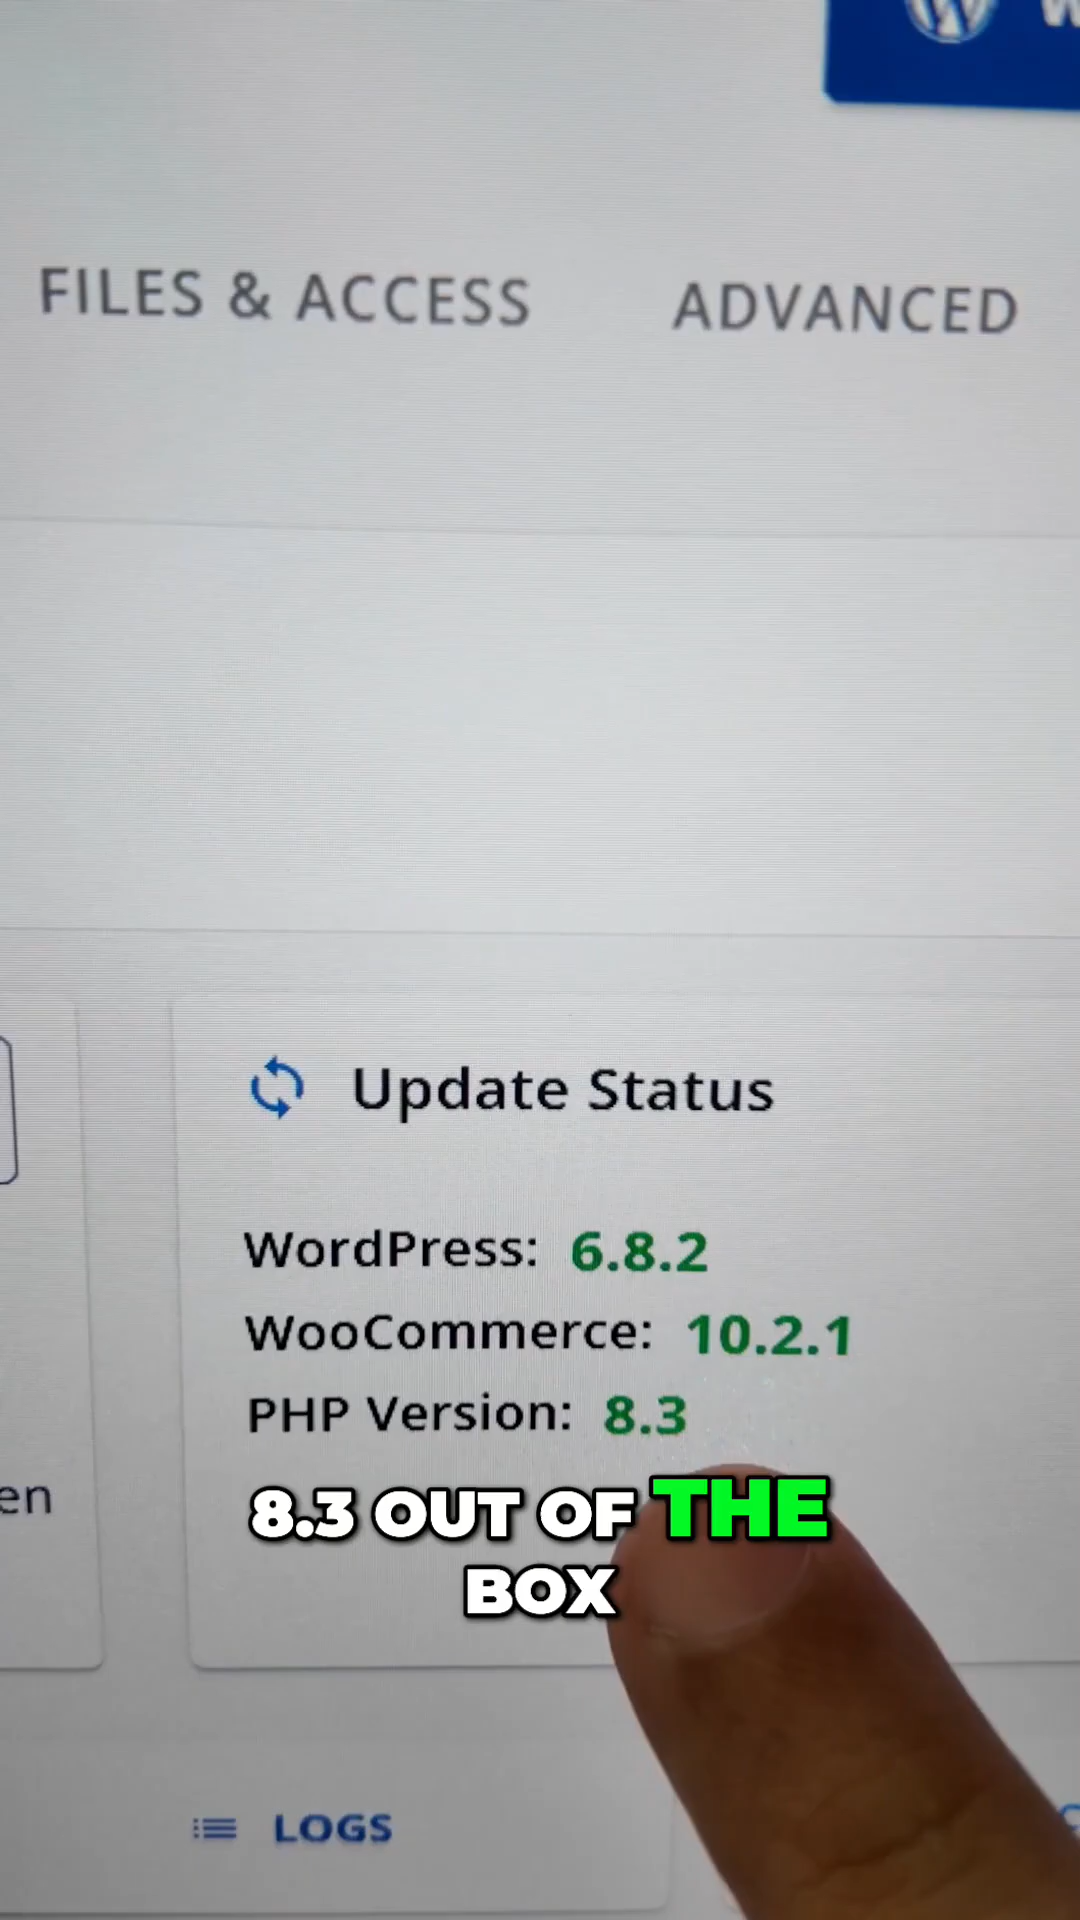 FILES & ACCESS ADVANCED
Update Status
WordPress: 6.8.2
WooCommerce: 10.2.1
PHP Version: 8.3
en
8.3 OUT OF THE
BOX
LOGS